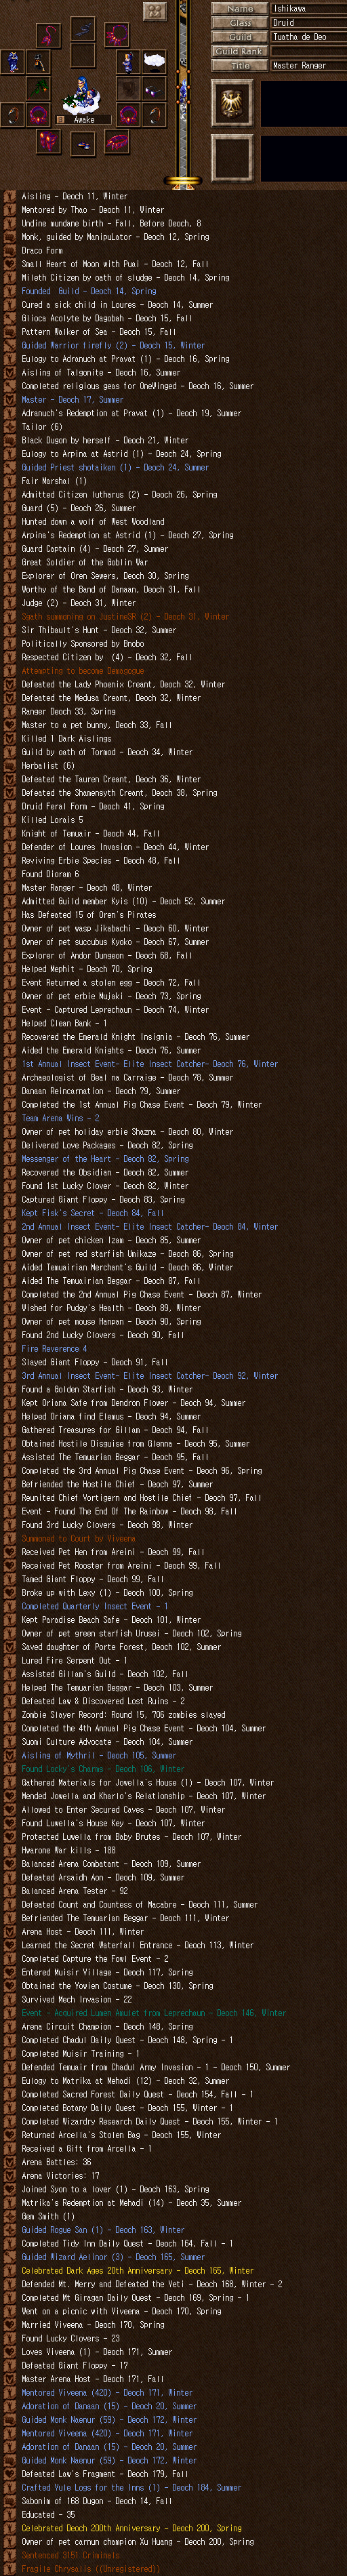 Name Ishikawa
Class Druid
Guild Tuatha de Deo
Guild Rank
Title Master Ranger
Awake
Aisling - Deoch 11, Winter
Mentored by Thao - Deoch 11, Winter
Undine mundane birth - Fall, Before Deoch, 8
Monk, guided by ManipuLator - Deoch 12, Spring
Draco Form
Small Heart of Moon with Puai - Deoch 12, Fall
Mileth Citizen by oath of sludge - Deoch 14, Spring
Founded  Guild - Deoch 14, Spring
Cured a sick child in Loures - Deoch 14, Summer
Glioca Acolyte by Dagobah - Deoch 15, Fall
Pattern Walker of Sea - Deoch 15, Fall
Guided Warrior firefly (2) - Deoch 15, Winter
Eulogy to Adranuch at Pravat (1) - Deoch 16, Spring
Aisling of Talgonite - Deoch 16, Summer
Completed religious geas for OneWinged - Deoch 16, Summer
Master - Deoch 17, Summer
Adranuch's Redemption at Pravat (1) - Deoch 19, Summer
Tailor (6)
Black Dugon by herself - Deoch 21, Winter
Eulogy to Arpina at Astrid (1) - Deoch 24, Spring
Guided Priest shotaiken (1) - Deoch 24, Summer
Fair Marshal (1)
Admitted Citizen lutharus (2) - Deoch 26, Spring
Guard (5) - Deoch 26, Summer
Hunted down a wolf of West Woodland
Arpina's Redemption at Astrid (1) - Deoch 27, Spring
Guard Captain (4) - Deoch 27, Summer
Great Soldier of the Goblin War
Explorer of Oren Sewers, Deoch 30, Spring
Worthy of the Band of Danaan, Deoch 31, Fall
Judge (2) - Deoch 31, Winter
Sgath summoning on JustineSR (2) - Deoch 31, Winter
Sir Thibault's Hunt - Deoch 32, Summer
Politically Sponsored by Bnobo
Respected Citizen by  (4) - Deoch 32, Fall
Attempting to become Demagogue
Defeated the Lady Phoenix Creant, Deoch 32, Winter
Defeated the Medusa Creant, Deoch 32, Winter
Ranger Deoch 33, Spring
Master to a pet bunny, Deoch 33, Fall
Killed 1 Dark Aislings
Guild by oath of Tormod - Deoch 34, Winter
Herbalist (6)
Defeated the Tauren Creant, Deoch 36, Winter
Defeated the Shamensyth Creant, Deoch 38, Spring
Druid Feral Form - Deoch 41, Spring
Killed Lorais 5
Knight of Temuair - Deoch 44, Fall
Defender of Loures Invasion - Deoch 44, Winter
Reviving Erbie Species - Deoch 48, Fall
Found Dioram 6
Master Ranger - Deoch 48, Winter
Admitted Guild member Kyis (10) - Deoch 52, Summer
Has Defeated 15 of Oren's Pirates
Owner of pet wasp Jikabachi - Deoch 60, Winter
Owner of pet succubus Kyoko - Deoch 67, Summer
Explorer of Andor Dungeon - Deoch 68, Fall
Helped Mephit - Deoch 70, Spring
Event Returned a stolen egg - Deoch 72, Fall
Owner of pet erbie Mujaki - Deoch 73, Spring
Event - Captured Leprechaun - Deoch 74, Winter
Helped Clean Bank - 1
Recovered the Emerald Knight Insignia - Deoch 76, Summer
Aided the Emerald Knights - Deoch 76, Summer
1st Annual Insect Event- Elite Insect Catcher- Deoch 76, Winter
Archaeologist of Beal na Carraige - Deoch 78, Summer
Danaan Reincarnation - Deoch 79, Summer
Completed the 1st Annual Pig Chase Event - Deoch 79, Winter
Team Arena Wins - 2
Owner of pet holiday erbie Shazna - Deoch 80, Winter
Delivered Love Packages - Deoch 82, Spring
Messenger of the Heart - Deoch 82, Spring
Recovered the Obsidian - Deoch 82, Summer
Found 1st Lucky Clover - Deoch 82, Winter
Captured Giant Floppy - Deoch 83, Spring
Kept Fisk's Secret - Deoch 84, Fall
2nd Annual Insect Event- Elite Insect Catcher- Deoch 84, Winter
Owner of pet chicken Izam - Deoch 85, Summer
Owner of pet red starfish Umikaze - Deoch 86, Spring
Aided Temuairian Merchant's Guild - Deoch 86, Winter
Aided The Temuairian Beggar - Deoch 87, Fall
Completed the 2nd Annual Pig Chase Event - Deoch 87, Winter
Wished for Pudgy's Health - Deoch 89, Winter
Owner of pet mouse Hanpan - Deoch 90, Spring
Found 2nd Lucky Clovers - Deoch 90, Fall
Fire Reverence 4
Slayed Giant Floppy - Deoch 91, Fall
3rd Annual Insect Event- Elite Insect Catcher- Deoch 92, Winter
Found a Golden Starfish - Deoch 93, Winter
Kept Oriana Safe from Dendron Flower - Deoch 94, Summer
Helped Oriana find Elemus - Deoch 94, Summer
Gathered Treasures for Gillam - Deoch 94, Fall
Obtained Hostile Disguise from Gienna - Deoch 95, Summer
Assisted The Temuairian Beggar - Deoch 95, Fall
Completed the 3rd Annual Pig Chase Event - Deoch 96, Spring
Befriended the Hostile Chief - Deoch 97, Summer
Reunited Chief Vortigern and Hostile Chief - Deoch 97, Fall
Event - Found The End Of The Rainbow - Deoch 98, Fall
Found 3rd Lucky Clovers - Deoch 98, Winter
Summoned to Court by Viveena
Received Pet Hen from Areini - Deoch 99, Fall
Received Pet Rooster from Areini - Deoch 99, Fall
Tamed Giant Floppy - Deoch 99, Fall
Broke up with Lexy (1) - Deoch 100, Spring
Completed Quarterly Insect Event - 1
Kept Paradise Beach Safe - Deoch 101, Winter
Owner of pet green starfish Urusei - Deoch 102, Spring
Saved daughter of Porte Forest, Deoch 102, Summer
Lured Fire Serpent Out - 1
Assisted Gillam's Guild - Deoch 102, Fall
Helped The Temuairian Beggar - Deoch 103, Summer
Defeated Law & Discovered Lost Ruins - 2
Zombie Slayer Record: Round 15, 706 zombies slayed
Completed the 4th Annual Pig Chase Event - Deoch 104, Summer
Suomi Culture Advocate - Deoch 104, Summer
Aisling of Mythril - Deoch 105, Summer
Found Locky's Charms - Deoch 106, Winter
Gathered Materials for Jowella's House (1) - Deoch 107, Winter
Mended Jowella and Kharlo's Relationship - Deoch 107, Winter
Allowed to Enter Secured Caves - Deoch 107, Winter
Found Luwella's House Key - Deoch 107, Winter
Protected Luvella from Baby Brutes - Deoch 107, Winter
Hwarone War kills - 188
Balanced Arena Combatant - Deoch 109, Summer
Defeated Arsaidh Aon - Deoch 109, Summer
Balanced Arena Tester - 92
Defeated Count and Countess of Macabre - Deoch 111, Summer
Befriended The Temuarian Beggar - Deoch 111, Winter
Arena Host - Deoch 111, Winter
Learned the Secret Waterfall Entrance - Deoch 113, Winter
Completed Capture the Fowl Event - 2
Entered Muisir Village - Deoch 117, Spring
Obtained the Yowien Costume - Deoch 130, Spring
Survived Mech Invasion - 22
Event - Acquired Lumen Amulet from Leprechaun - Deoch 146, Winter
Arena Circuit Champion - Deoch 148, Spring
Completed Chadul Daily Quest - Deoch 148, Spring - 1
Completed Muisir Training - 1
Defended Temuair from Chadul Army Invasion - 1 - Deoch 150, Summer
Eulogy to Matrika at Mehadi (12) - Deoch 32, Summer
Completed Sacred Forest Daily Quest - Deoch 154, Fall - 1
Completed Botany Daily Quest - Deoch 155, Winter - 1
Completed Wizardry Research Daily Quest - Deoch 155, Winter - 1
Returned Arcella's Stolen Bag - Deoch 155, Winter
Received a Gift from Arcella - 1
Arena Battles: 36
Arena Victories: 17
Joined Syon to a lover (1) - Deoch 163, Spring
Matrika's Redemption at Mehadi (14) - Deoch 35, Summer
Gem Smith (1)
Guided Rogue San (1) - Deoch 163, Winter
Completed Tidy Inn Daily Quest - Deoch 164, Fall - 1
Guided Wizard Aelinor (3) - Deoch 165, Summer
Celebrated Dark Ages 20th Anniversary - Deoch 165, Winter
Defended Mt. Merry and Defeated the Yeti - Deoch 168, Winter - 2
Completed Mt Giragan Daily Quest - Deoch 169, Spring - 1
Went on a picnic with Viveena - Deoch 170, Spring
Married Viveena - Deoch 170, Spring
Found Lucky Clovers - 23
Loves Viveena (1) - Deoch 171, Summer
Defeated Giant Floppy - 17
Master Arena Host - Deoch 171, Fall
Mentored Viveena (420) - Deoch 171, Winter
Adoration of Danaan (15) - Deoch 20, Summer
Guided Monk Naenur (59) - Deoch 172, Winter
Mentored Viveena (420) - Deoch 171, Winter
Adoration of Danaan (15) - Deoch 20, Summer
Guided Monk Naenur (59) - Deoch 172, Winter
Defeated Law's Fragment - Deoch 179, Fall
Crafted Yule Logs for the Inns (1) - Deoch 184, Summer
Sabonim of 168 Dugon - Deoch 14, Fall
Educated - 35
Celebrated Deoch 200th Anniversary - Deoch 200, Spring
Owner of pet carnun champion Xu Huang - Deoch 200, Spring
Sentenced 3151 Criminals
Fragile Chrysalis ((Unregistered))